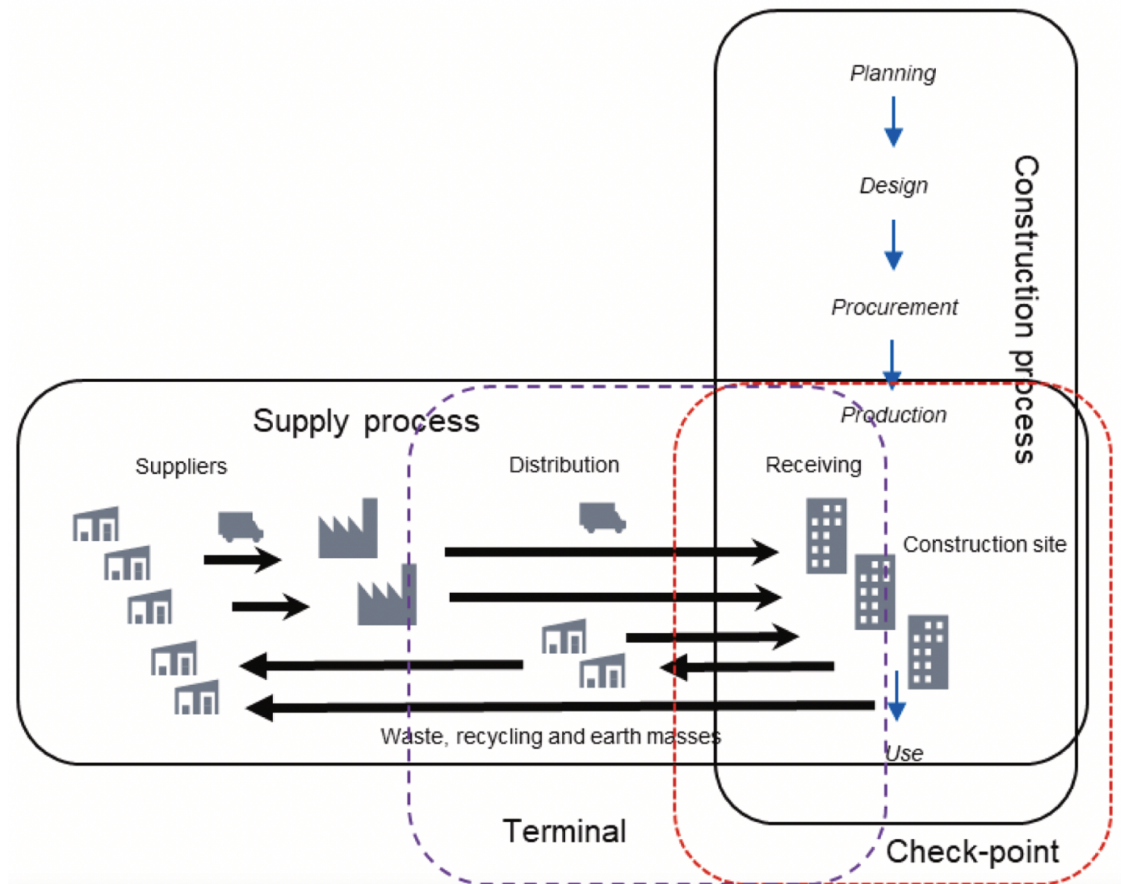 Planning
Design
Procurement
Construction process
Production
Supply process
Suppliers
Distribution
Receiving
Construction site
Waste, recycling and earth masses
Use
Terminal
Check-point